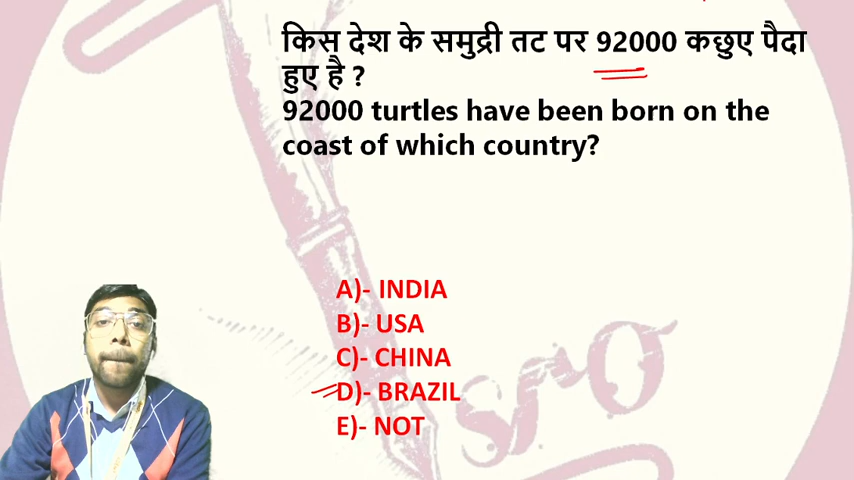 किस देश के समुद्री तट पर 92000 कछुए पैदा
हुए है ?
92000 turtles have been born on the
coast of which country?
A)- INDIA
B)- USA
C)- CHINA
D)- BRAZIL
E)- NOT